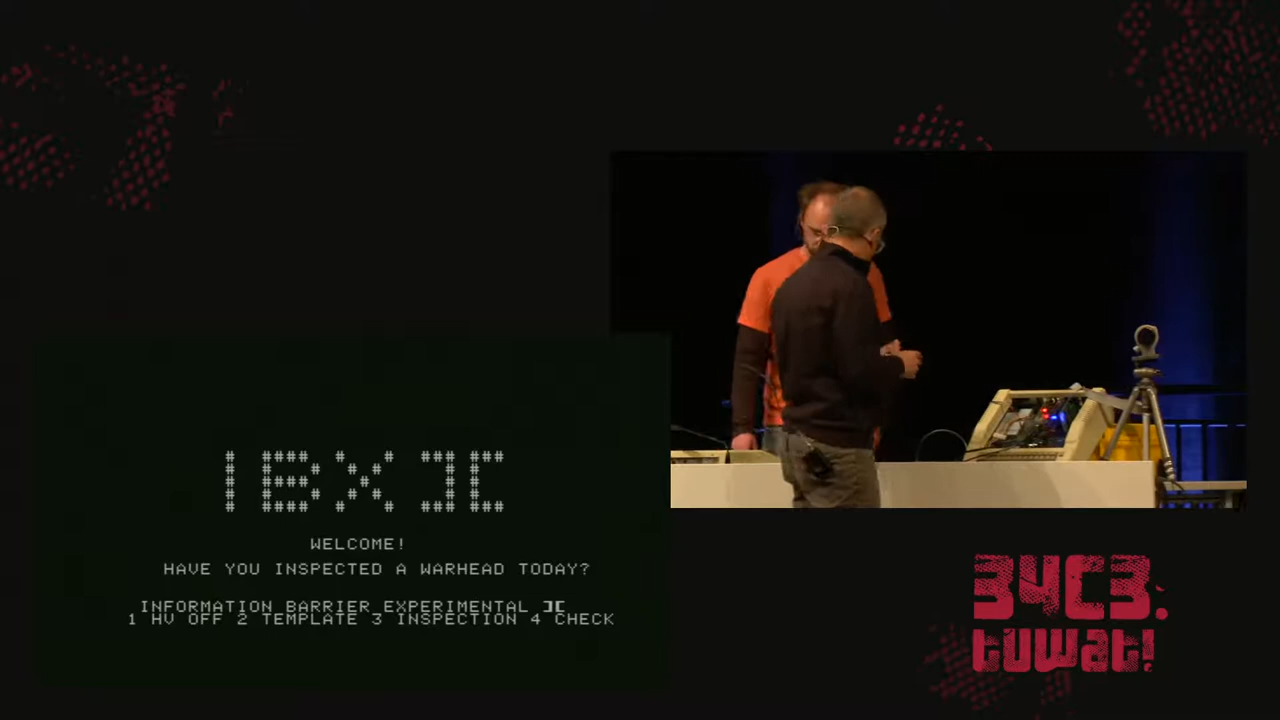 IBX ][
WELCOME!
HAVE YOU INSPECTED A WARHEAD TODAY?
INFORMATION BARRIER EXPERIMENTAL ][
1 HV OFF 2 TEMPLATE 3 INSPECTION 4 CHECK
34C3.
tuwat!